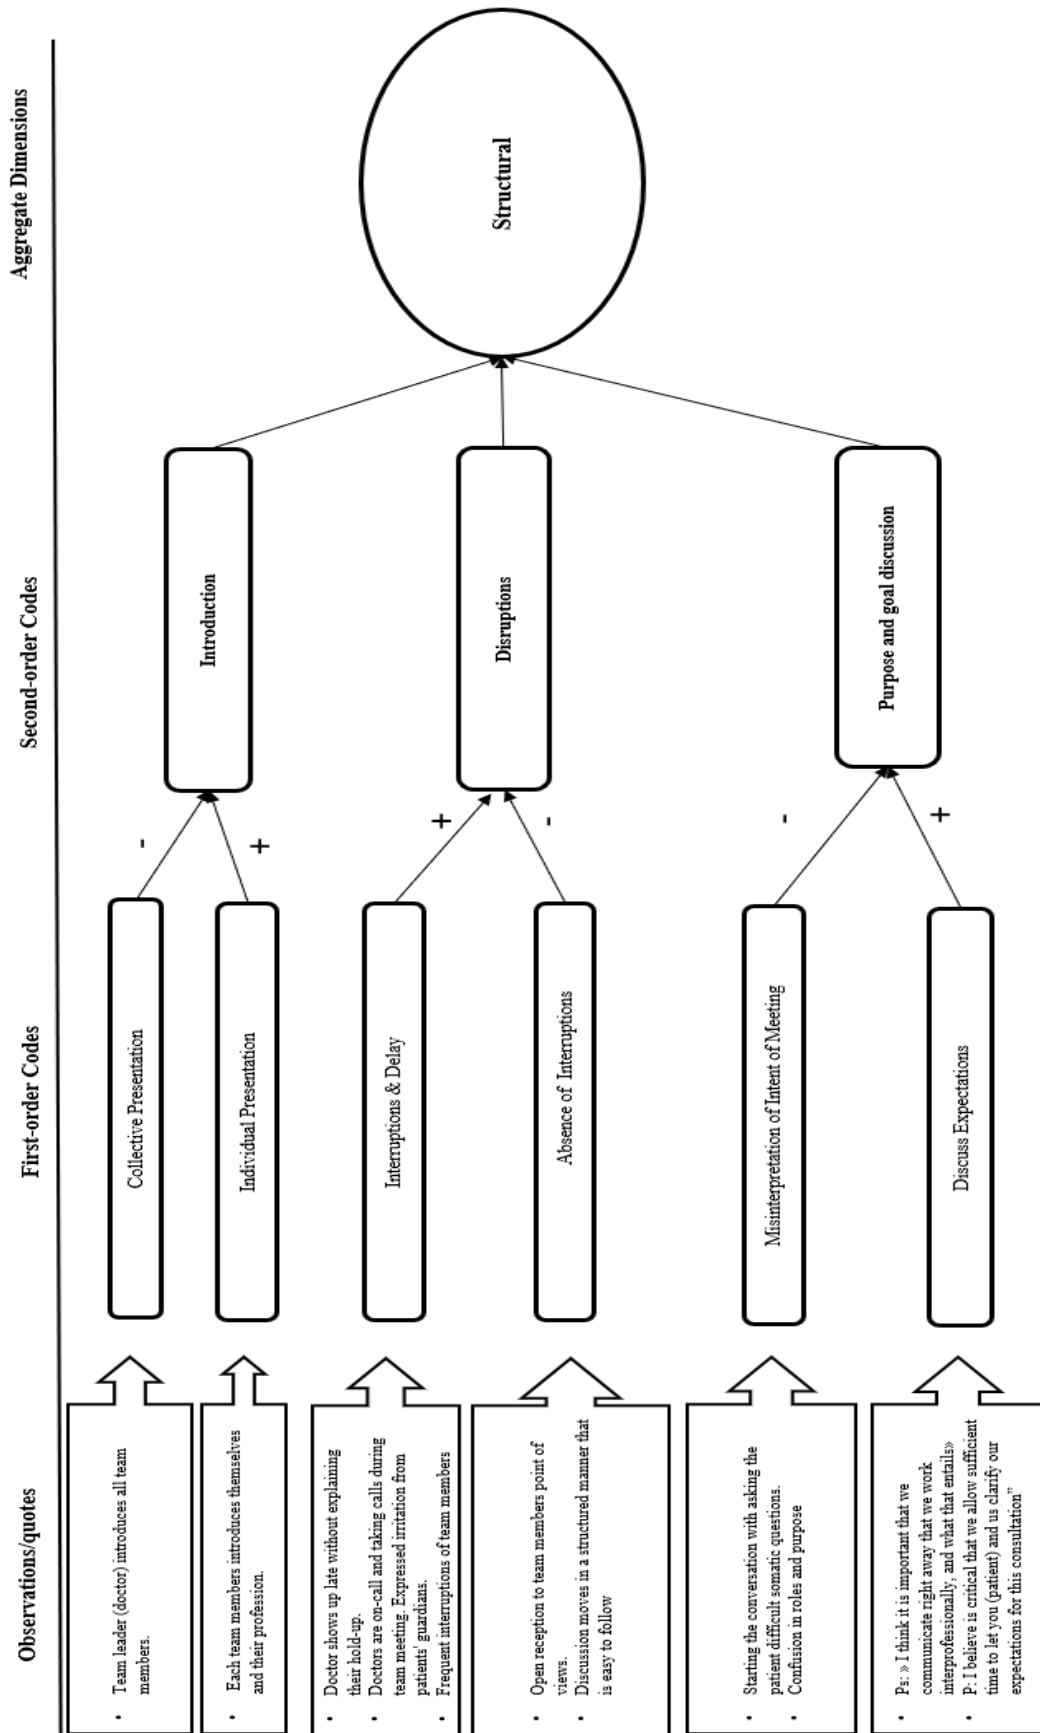 Observations/quotes
First-order Codes
Second-order Codes
Aggregate Dimensions
• Team leader (doctor) introduces all team
members.
Collective Presentation
-
• Each team members introduces themselves
and their profession.
Individual Presentation
+
Introduction
• Doctor shows up late without explaining
their hold-up.
• Doctors are on-call and taking calls during
team meeting. Expressed irritation from
patients' guardians.
• Frequent interruptions of team members
Interruptions & Delay
+
• Open reception to team members point of
views.
• Discussion moves in a structured manner that
is easy to follow
Absence of Interruptions
-
Disruptions
Structural
• Starting the conversation with asking the
patient difficult somatic questions.
• Confusion in roles and purpose
Misinterpretation of Intent of Meeting
-
• Ps: » I think it is important that we
communicate right away that we work
interprofessionally, and what that entails»
• P: I believe is critical that we allow sufficient
time to let you (patient) and us clarify our
expectations for this consultation”
Discuss Expectations
+
Purpose and goal discussion